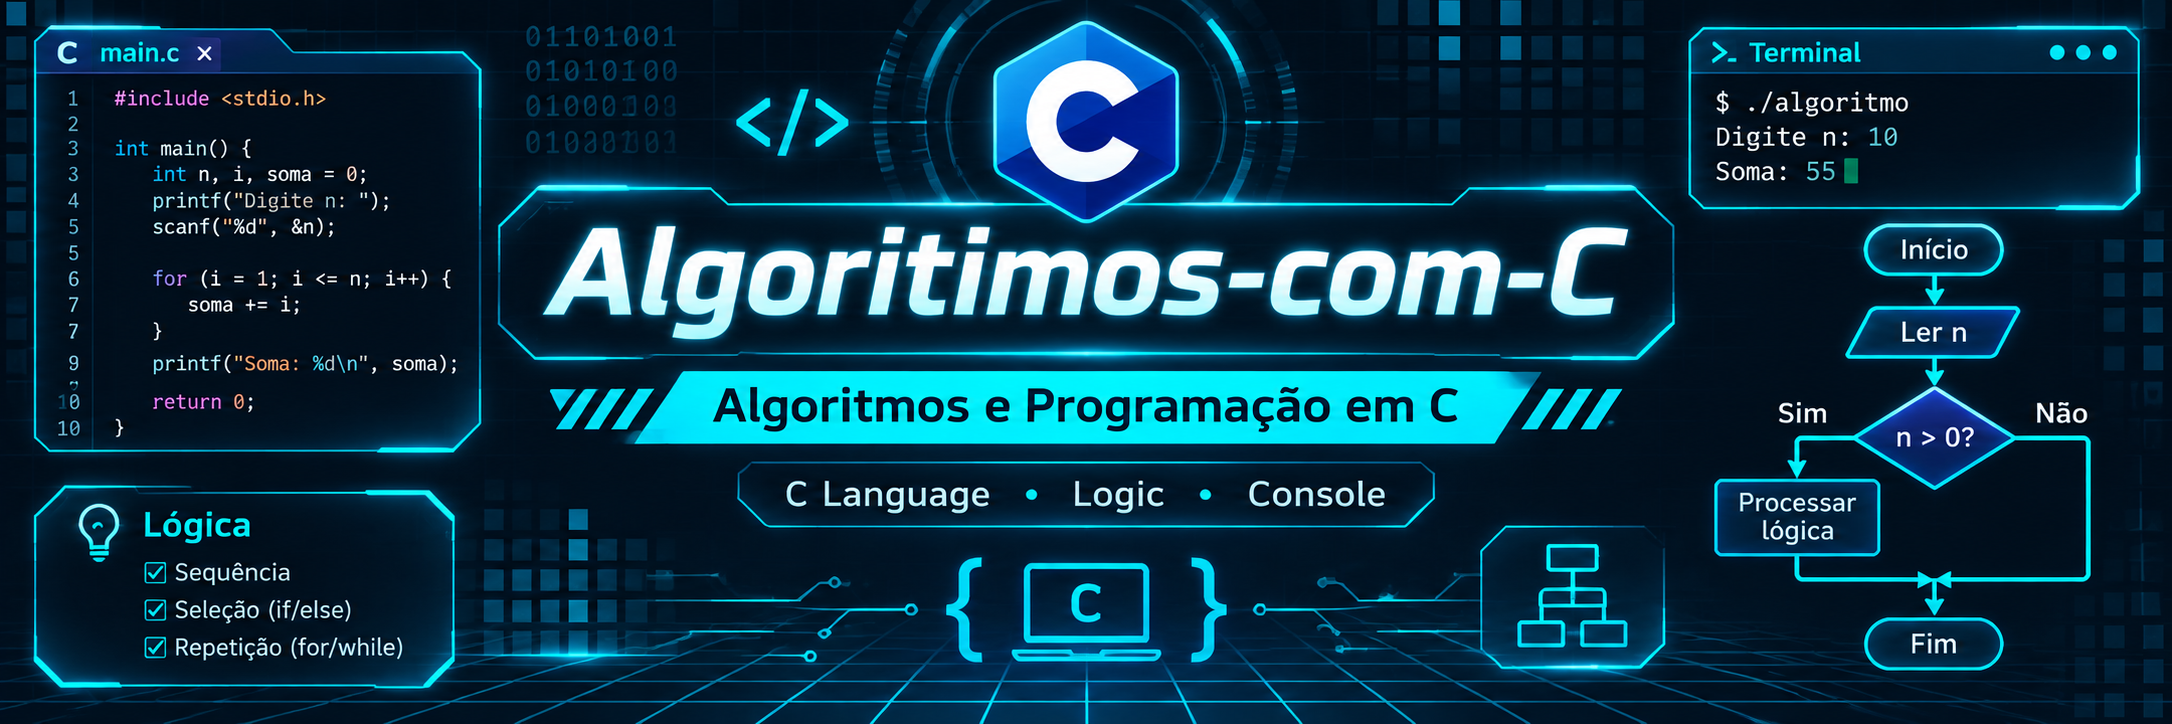 C main.c ×
1 #include <stdio.h>
2
3 int main() {
3 int n, i, soma = 0;
4 printf("Digite n: ");
5 scanf("%d", &n);
5
6 for (i = 1; i <= n; i++) {
7 soma += i;
7 }
9 printf("Soma: %d\n", soma);
10 return 0;
10 }
Lógica
Sequência
Seleção (if/else)
Repetição (for/while)
01101001
01010100
</>
C
Algoritimos-com-C
Algoritmos e Programação em C
C Language • Logic • Console
{ C }
>_ Terminal
$ ./algoritmo
Digite n: 10
Soma: 55
Início
Ler n
n > 0?
Sim
Não
Processar
lógica
Fim